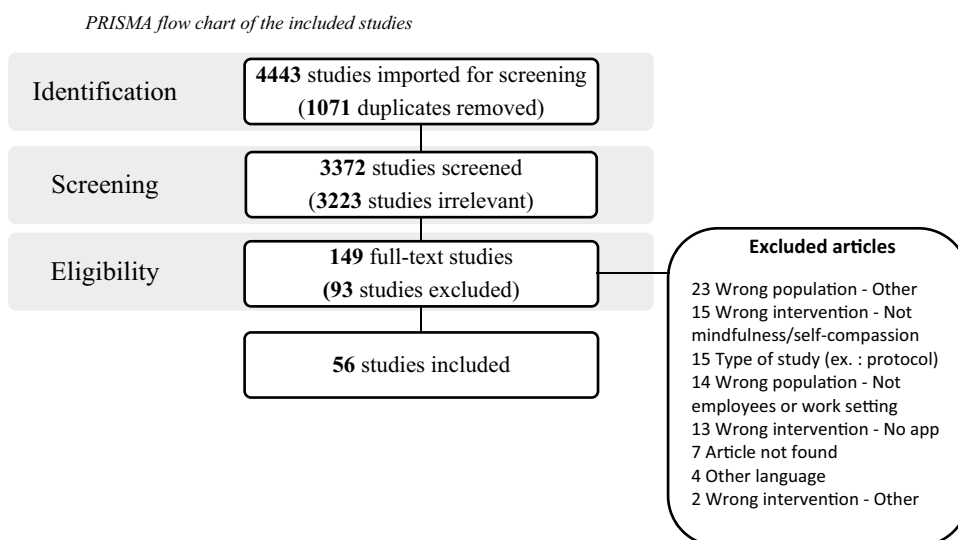 PRISMA flow chart of the included studies
Identification
4443 studies imported for screening
(1071 duplicates removed)
Screening
3372 studies screened
(3223 studies irrelevant)
Eligibility
149 full-text studies
(93 studies excluded)
56 studies included
Excluded articles
23 Wrong population - Other
15 Wrong intervention - Not
mindfulness/self-compassion
15 Type of study (ex. : protocol)
14 Wrong population - Not
employees or work setting
13 Wrong intervention - No app
7 Article not found
4 Other language
2 Wrong intervention - Other